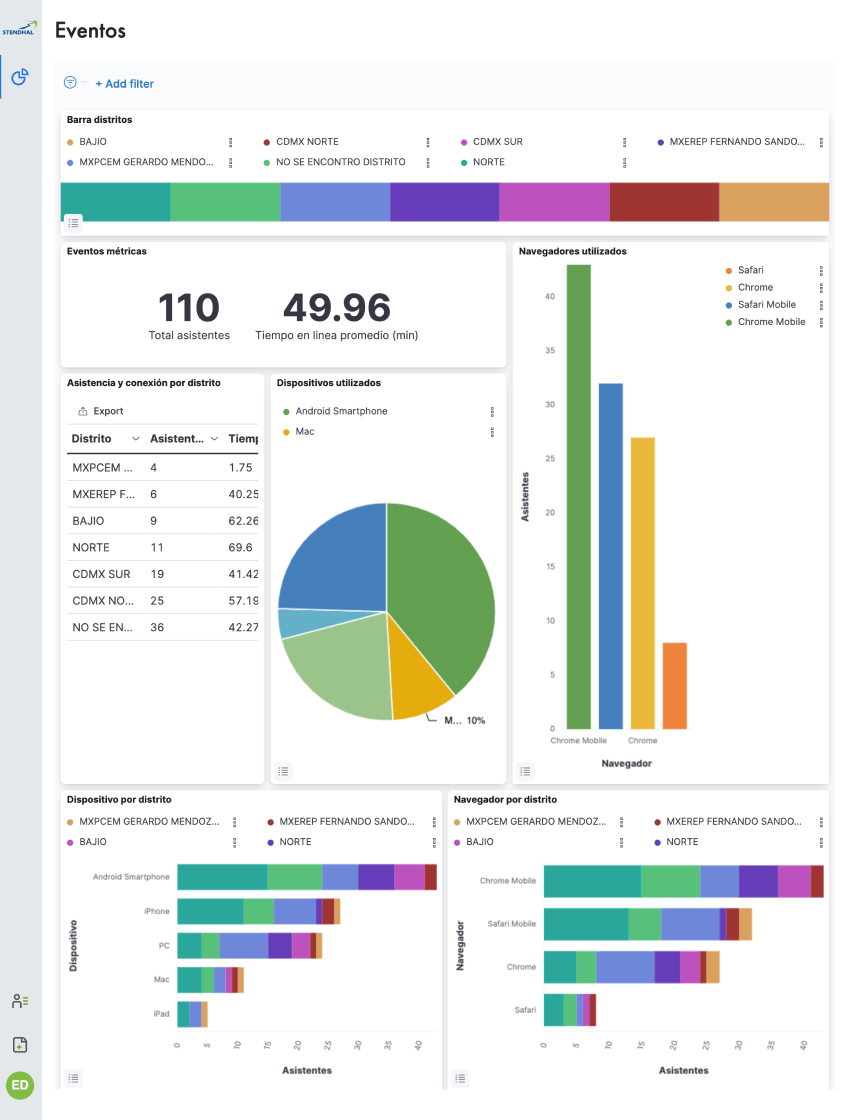 STENDHAL
Eventos
+ Add filter
Barra distritos
BAJIO
CDMX NORTE
CDMX SUR
MXEREP FERNANDO SANDO...
MXPCEM GERARDO MENDO...
NO SE ENCONTRO DISTRITO
NORTE
Eventos métricas
110
49.96
Total asistentes
Tiempo en linea promedio (min)
Navegadores utilizados
Safari
Chrome
Safari Mobile
Chrome Mobile
40
35
30
25
20
15
10
5
0
Asistentes
Chrome Mobile
Chrome
Navegador
Asistencia y conexión por distrito
Export
Distrito Asistent... Tiemp
MXPCEM ... 4 1.75
MXEREP F... 6 40.25
BAJIO 9 62.26
NORTE 11 69.6
CDMX SUR 19 41.42
CDMX NO... 25 57.19
NO SE EN... 36 42.27
Dispositivos utilizados
Android Smartphone
Mac
M... 10%
Dispositivo por distrito
MXPCEM GERARDO MENDOZ...
MXEREP FERNANDO SANDO...
BAJIO
NORTE
Dispositivo
Android Smartphone
iPhone
PC
Mac
iPad
0 5 10 15 20 25 30 35 40
Asistentes
Navegador por distrito
MXPCEM GERARDO MENDOZ...
MXEREP FERNANDO SANDO...
BAJIO
NORTE
Navegador
Chrome Mobile
Safari Mobile
Chrome
Safari
0 5 10 15 20 25 30 35 40
Asistentes
ED